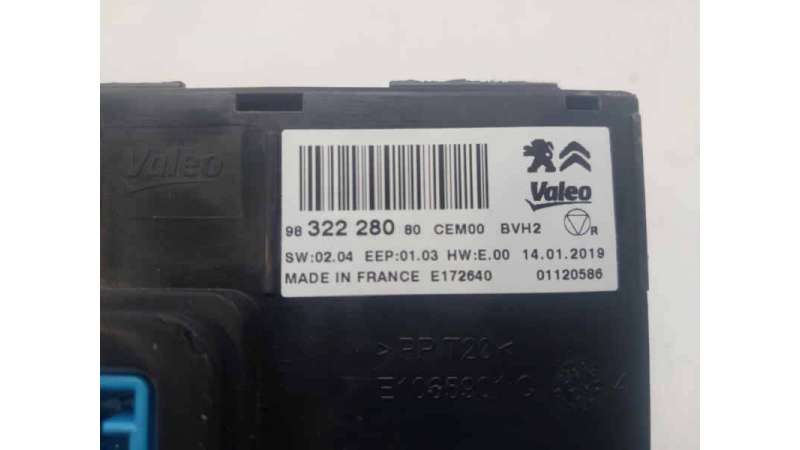 Valeo
Valeo
98 322 280 80 CEM00 BVH2 R
SW:02.04 EEP:01.03 HW:E.00 14.01.2019
MADE IN FRANCE E172640 01120586
>PP T20<